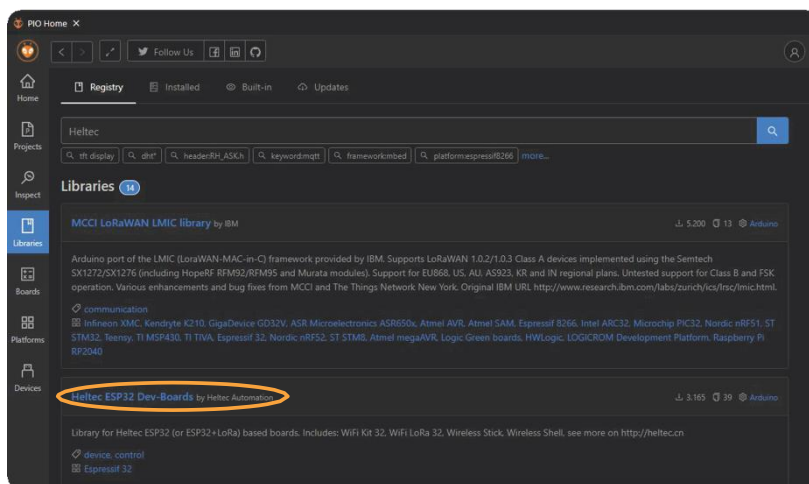 PIO Home
Follow Us
Home
Projects
Inspect
Libraries
Boards
Platforms
Devices
Registry Installed Built-in Updates
Heltec
tft display dht* header:RH_ASK.h keyword:mqtt framework:mbed platform:espressif8266 more...
Libraries 14
MCCI LoRaWAN LMIC library by IBM 5.200 13 Arduino
Arduino port of the LMIC (LoraWAN-MAC-in-C) framework provided by IBM. Supports LoRaWAN 1.0.2/1.0.3 Class A devices implemented using the Semtech
SX1272/SX1276 (including HopeRF RFM92/RFM95 and Murata modules). Support for EU868, US, AU, AS923, KR and IN regional plans. Untested support for Class B and FSK
operation. Various enhancements and bug fixes from MCCI and The Things Network New York. Original IBM URL http://www.research.ibm.com/labs/zurich/ics/lrsc/lmic.html.
communication
Infineon XMC, Kendryte K210, GigaDevice GD32V, ASR Microelectronics ASR650x, Atmel AVR, Atmel SAM, Espressif 8266, Intel ARC32, Microchip PIC32, Nordic nRF51, ST
STM32, Teensy, TI MSP430, TI TIVA, Espressif 32, Nordic nRF52, ST STM8, Atmel megaAVR, Logic Green boards, HWLogic, LOGICROM Development Platform, Raspberry Pi
RP2040
Heltec ESP32 Dev-Boards by Heltec Automation 3.165 39 Arduino
Library for Heltec ESP32 (or ESP32+LoRa) based boards. Includes: WiFi Kit 32, WiFi LoRa 32, Wireless Stick, Wireless Shell, see more on http://heltec.cn
device, control
Espressif 32